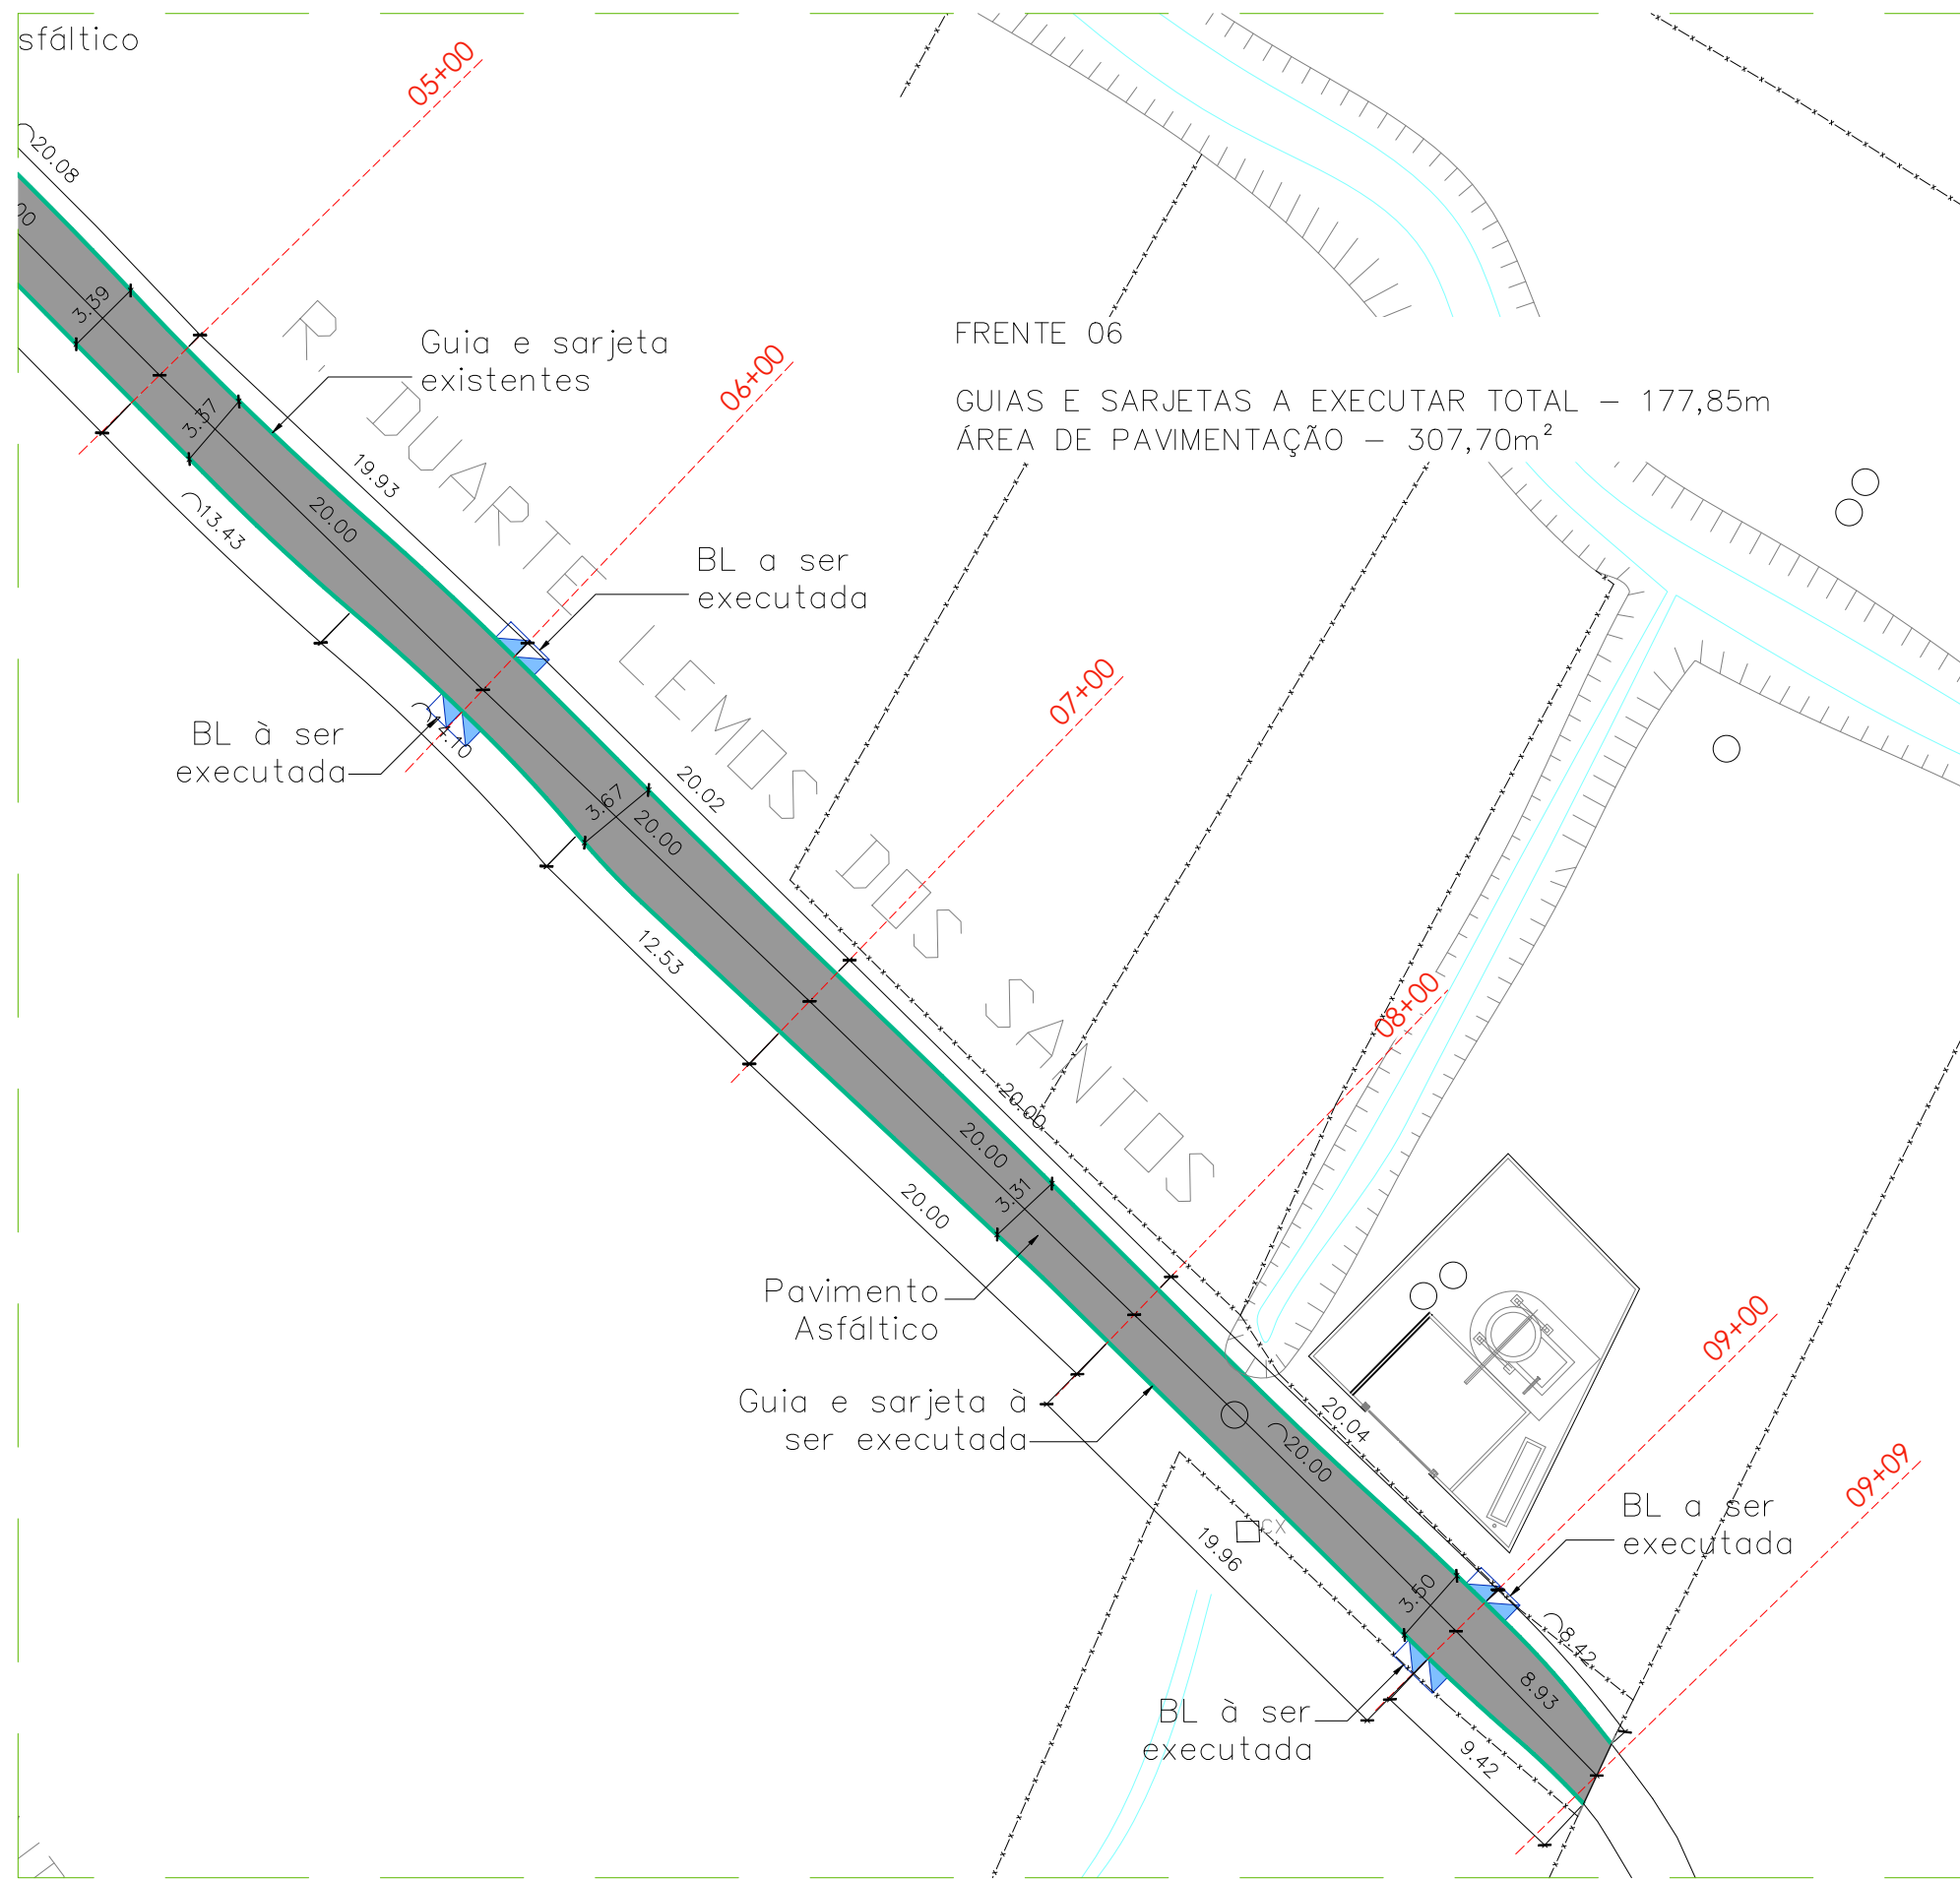 sfáltico
05+00
20.08
00
3.39
R. DUARTE LEMOS DOS SANTOS
Guia e sarjeta
existentes
06+00
FRENTE 06
GUIAS E SARJETAS A EXECUTAR TOTAL – 177,85m
ÁREA DE PAVIMENTAÇÃO – 307,70m²
3.37
19.93
13.43
20.00
BL a ser
executada
07+00
BL à ser
executada
14.10
20.02
3.67
20.00
12.53
08+00
20.00
20.00
3.31
20.00
Pavimento
Asfáltico
09+00
Guia e sarjeta à
ser executada
20.04
20.00
09+09
BL a ser
executada
CX
19.96
3.50
8.42
8.93
BL à ser
executada
9.42